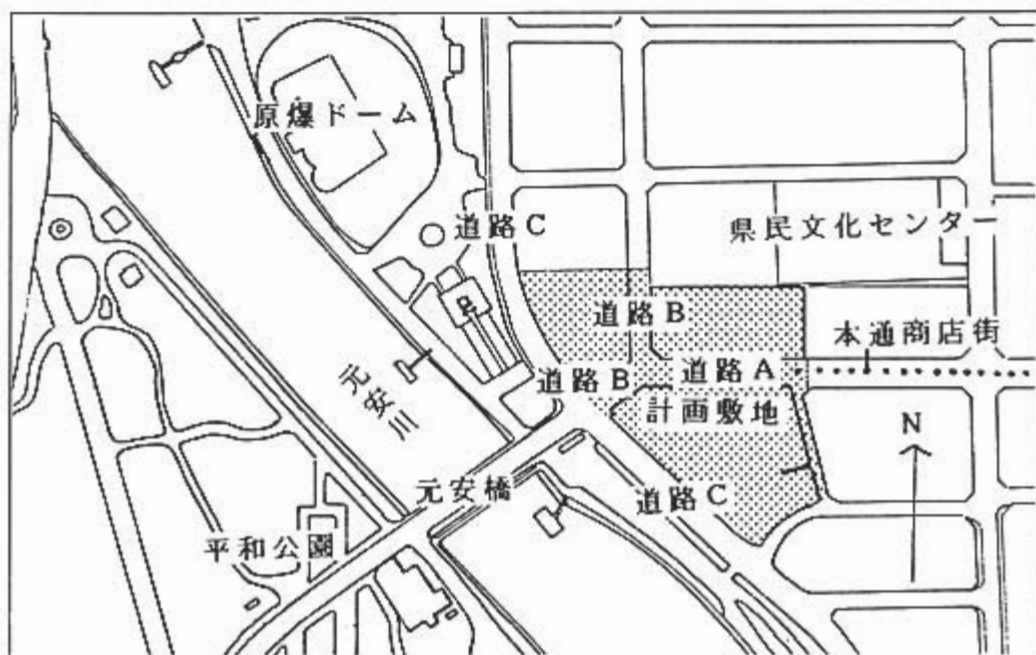 原爆ドーム
道路C
県民文化センター
道路B
本通商店街
道路B
道路A
計画敷地
元安川
N
元安橋
道路C
平和公園